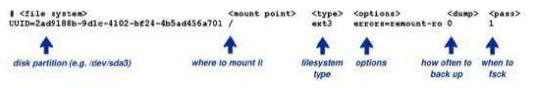 # <file system> <mount point> <type> <options> <dump> <pass>
UUID=2ad9188b-9d1c-4102-bf24-4b5ad456a701 / ext3 errors=remount-ro 0 1
disk partition (e.g. /dev/sda3) where to mount it filesystem type options how often to back up when to fsck